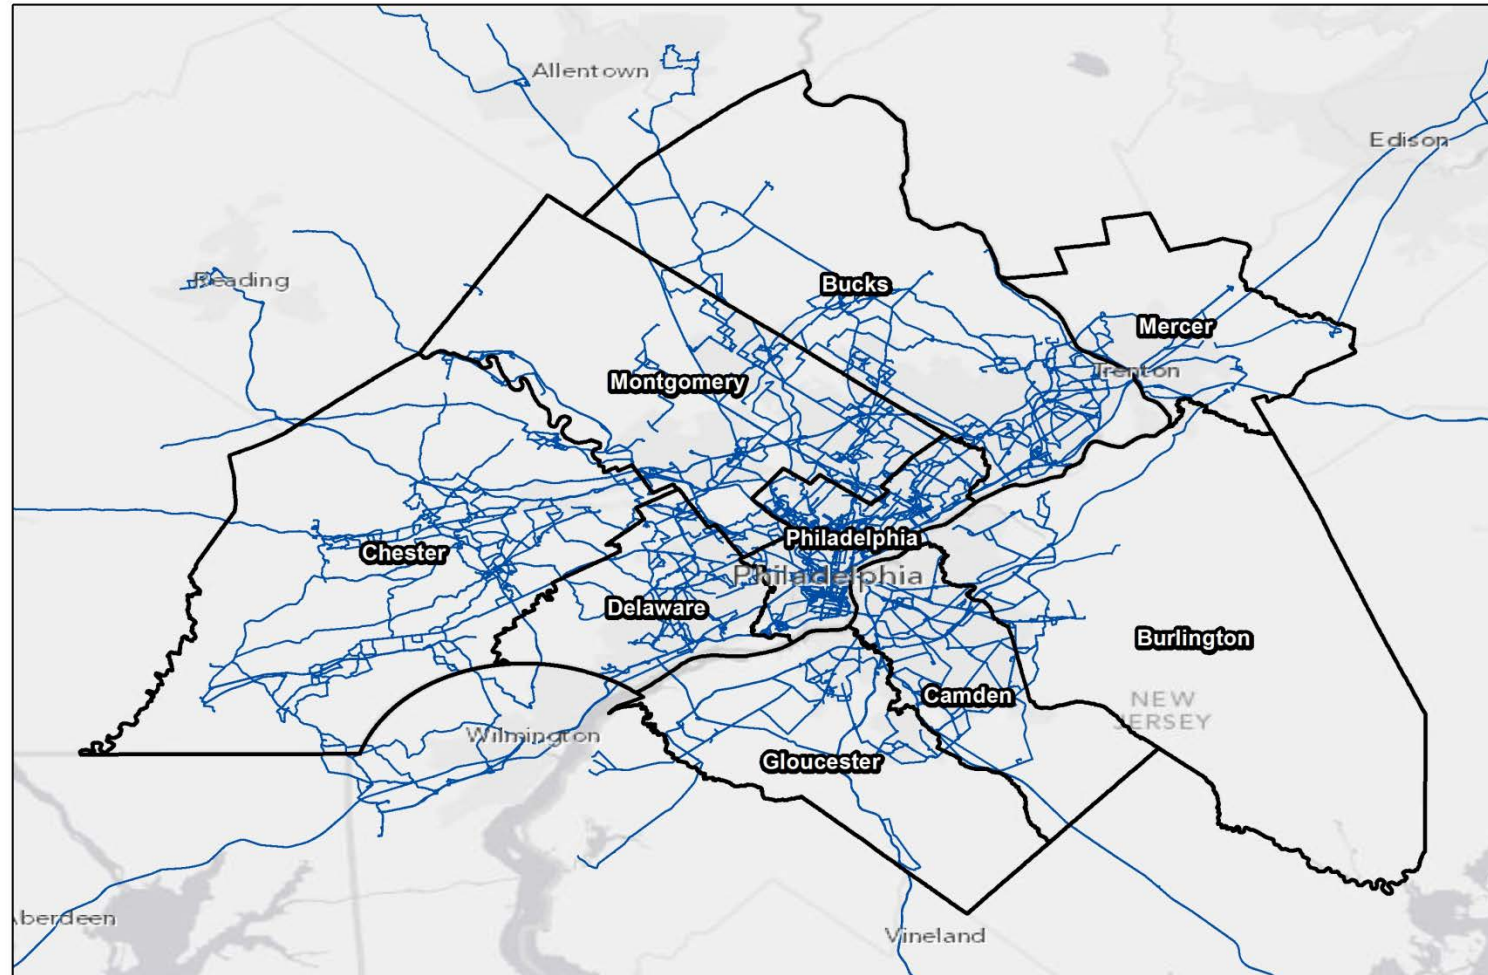 Allentown
Edison
Reading
Bucks
Mercer
Trenton
Montgomery
Philadelphia
Chester
Philadelphia
Delaware
Burlington
Camden
NEW
JERSEY
Wilmington
Gloucester
Aberdeen
Vineland